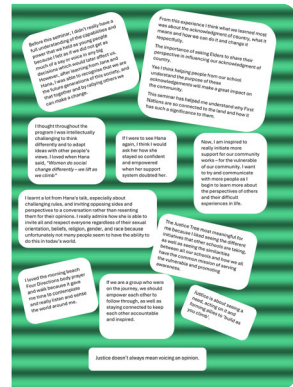 Before this seminar, I didn't really have a
full understanding of the capabilities and
power that we hold as young people
because I felt as if we did not get as
much of a say or voice in any big
decisions which would later affect us.
However, after learning from Jane and
Hana, I was able to recognise that we are
the future generations of this society, and
that together and by rallying others we
can make a change.
From this experience I think what we learned most
was about the acknowledgment of country, what it
means and how we can do it and change it
respectfully.
The importance of asking Elders to share their
perspective in influencing our acknowledgment of
country.
Yes I think helping people from our school
understand the purpose of these
Acknowledgements will make a great impact on
the community.
This seminar has helped me understand why First
Nations are so connected to the land and how it
has such a significance to them.
I thought throughout the
program I was intellectually
challenging to think
differently and to adapt
ideas with other people's
views. I loved when Hana
said, "Women do social
change differently – we lift as
we climb"
If I were to see Hana
again, I think I would
ask her how she
stayed so confident
and empowered
when her support
system doubted her.
Now, I am inspired to
really initiate more
support for our community
works – for the vulnerable
of our community. I want
to try and communicate
with more people as I
begin to learn more about
the perspectives of others
and their difficult
experiences in life.
I learnt a lot from Hana's talk, especially about
challenging rules, and inviting opposing sides and
perspectives to a conversation rather than resenting
them for their opinions. I really admire how she is able to
invite all and respect everyone regardless of their sexual
orientation, beliefs, religion, gender, and race because
unfortunately not many people seem to have the ability to
do this in today's world.
The Justice Tree most meaningful for
me because I liked seeing the different
initiatives that other schools are taking,
as well as seeing the similarities
between all our schools and how we all
have the common mission of serving
the vulnerable and promoting
awareness.
I loved the morning beach
Four Directions body prayer
and walk because it gave
me time to contemplate
and really listen and sense
the world around me.
If we are a group who were
on the journey, we should
empower each other to
follow through, as well as
staying connected to keep
each other accountable
and inspired.
Justice is about seeing a
need, acting on it and
forming allies to 'build as
you climb'.
Justice doesn't always mean voicing an opinion.